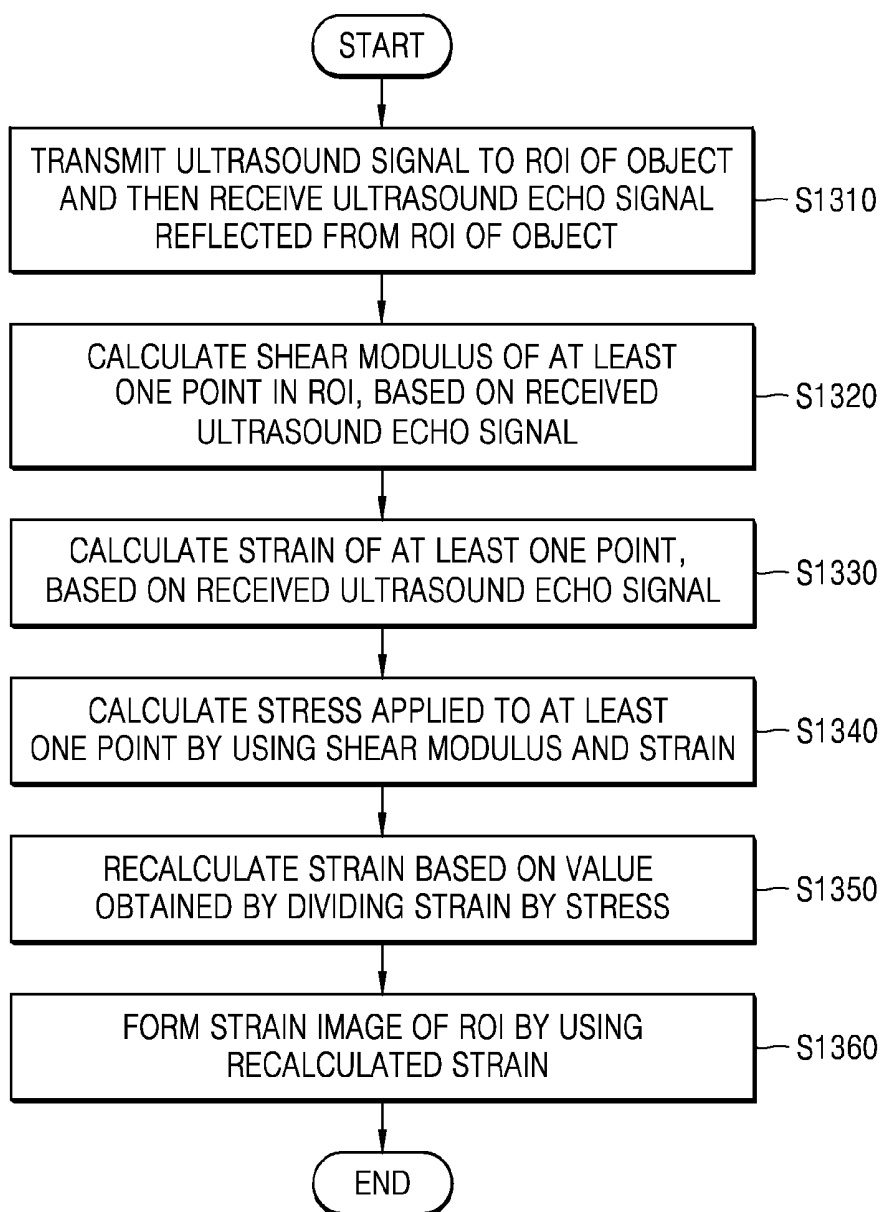 START
TRANSMIT ULTRASOUND SIGNAL TO ROI OF OBJECT
AND THEN RECEIVE ULTRASOUND ECHO SIGNAL
REFLECTED FROM ROI OF OBJECT
S1310
CALCULATE SHEAR MODULUS OF AT LEAST
ONE POINT IN ROI, BASED ON RECEIVED
ULTRASOUND ECHO SIGNAL
S1320
CALCULATE STRAIN OF AT LEAST ONE POINT,
BASED ON RECEIVED ULTRASOUND ECHO SIGNAL
S1330
CALCULATE STRESS APPLIED TO AT LEAST
ONE POINT BY USING SHEAR MODULUS AND STRAIN
S1340
RECALCULATE STRAIN BASED ON VALUE
OBTAINED BY DIVIDING STRAIN BY STRESS
S1350
FORM STRAIN IMAGE OF ROI BY USING
RECALCULATED STRAIN
S1360
END